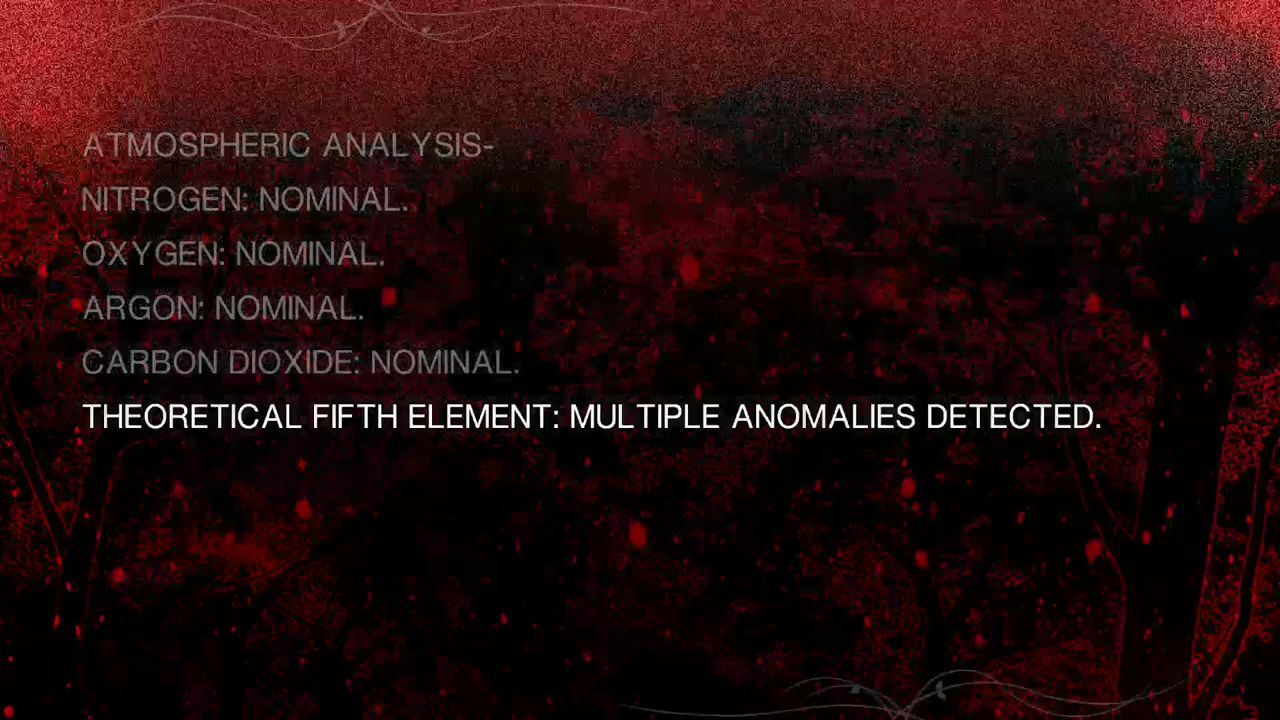 ATMOSPHERIC ANALYSIS-
NITROGEN: NOMINAL.
OXYGEN: NOMINAL.
ARGON: NOMINAL.
CARBON DIOXIDE: NOMINAL.
THEORETICAL FIFTH ELEMENT: MULTIPLE ANOMALIES DETECTED.